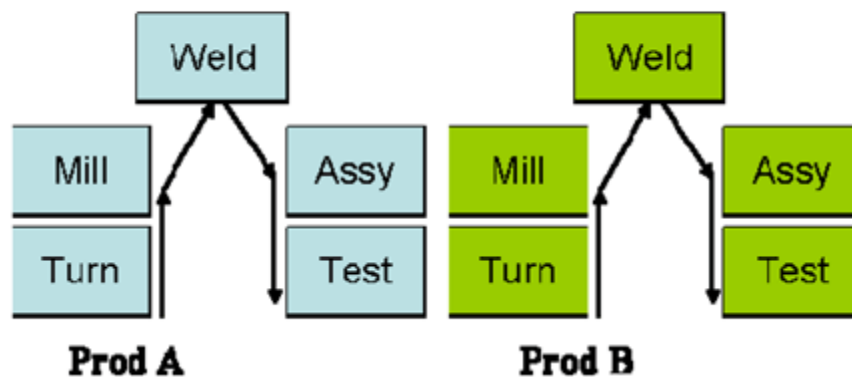 Weld
Weld
Mill
Assy
Mill
Assy
Turn
Test
Turn
Test
Prod A
Prod B